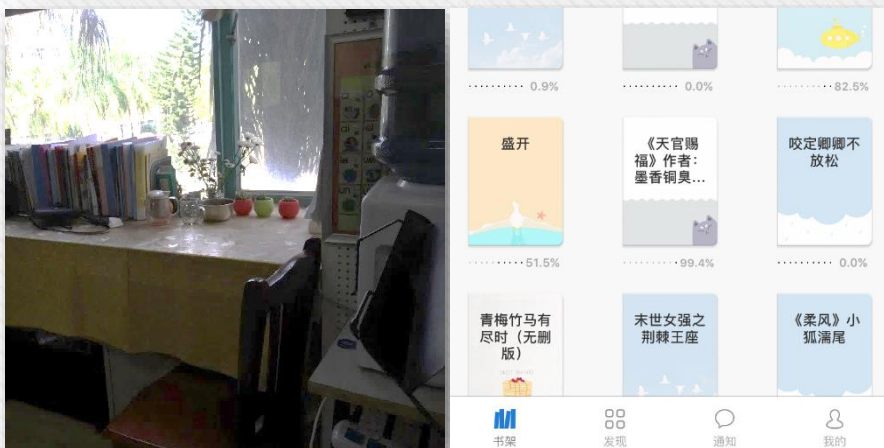 0.9%
0.0%
82.5%
盛开
《天官赐
福》作者:
墨香铜臭...
咬定卿卿不
放松
51.5%
99.4%
0.0%
青梅竹马有
尽时(无删
版)
末世女强之
荆棘王座
《柔风》小
狐濡尾
书架
发现
通知
我的